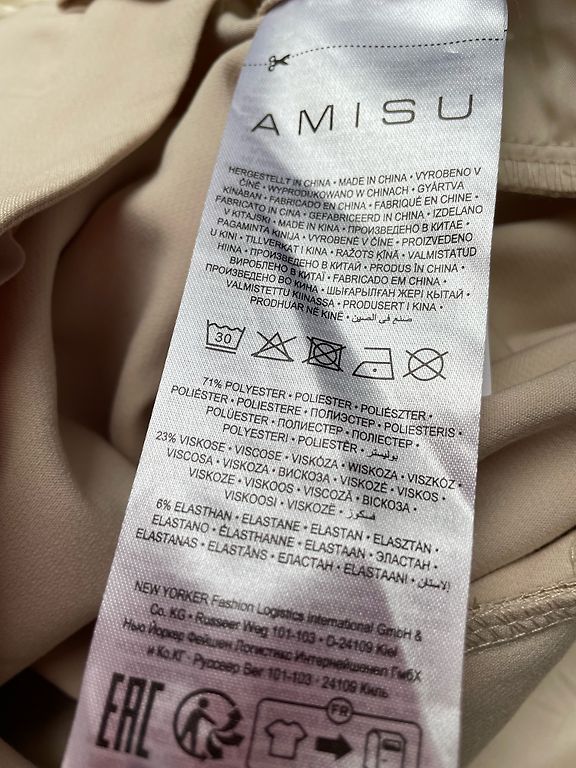 AMISU
HERGESTELLT IN CHINA • MADE IN CHINA • VYROBENO V
ČÍNĚ • WYPRODUKOWANO W CHINACH • GYÁRTVA
KÍNÁBAN • FABRICADO EN CHINA • FABRIQUÉ EN CHINE •
FABRICATO IN CINA • GEFABRICEERD IN CHINA • IZDELANO
V KITAJSKI • MADE IN KINA • ПРОИЗВЕДЕНО В КИТАЕ •
PAGAMINTA KINIJA • VYROBENÉ V ČÍNE • PROIZVEDENO
U KINI • TILLVERKAT I KINA • RAŽOTS ĶĪNĀ • VALMISTATUD
HIINA • ПРОИЗВЕДЕНО В КИТАЙ • PRODUS ÎN CHINA •
ВИРОБЛЕНО В КИТАЇ • FABRICADO EM CHINA •
ПРОИЗВЕДЕНО ВО КИНА • ШЫҒАРЫЛҒАН ЖЕРІ ҚЫТАЙ •
VALMISTETTU KIINASSA • PRODUSERT I KINA •
PRODHUAR NË KINË • صنع في الصين
30
71% POLYESTER • POLIESTER • POLIÉSZTER •
POLIÉSTER • POLIESTERE • ПОЛИЭСТЕР • POLIESTERIS •
POLÜESTER • ПОЛИЕСТЕР • ПОЛІЕСТЕР •
POLYESTERI • POLIESTËR • بوليستر
23% VISKOSE • VISCOSE • VISKÓZA • WISKOZA • VISZKÓZ •
VISCOSA • VISKOZA • ВИСКОЗА • VISKOZĖ • VISKOS •
VISKOZE • VISKOOS • VISCOZĂ • ВІСКОЗА •
VISKOOSI • VISKOZË • فسكوز
6% ELASTHAN • ELASTANE • ELASTAN • ELASZTÁN •
ELASTANO • ÉLASTHANNE • ELASTAAN • ЭЛАСТАН •
ELASTANAS • ELASTĀNS • ЕЛАСТАН • ELASTAANI • الاستان
NEW YORKER Fashion Logistics International GmbH &
Co. KG • Russeer Weg 101-103 • D-24109 Kiel
Нью Йоркер Фейшен Логистикс Интернейшенел ГмбХ
и Ко.КГ • Руссеер Вег 101-103 • 24109 Киль
EAC
FR